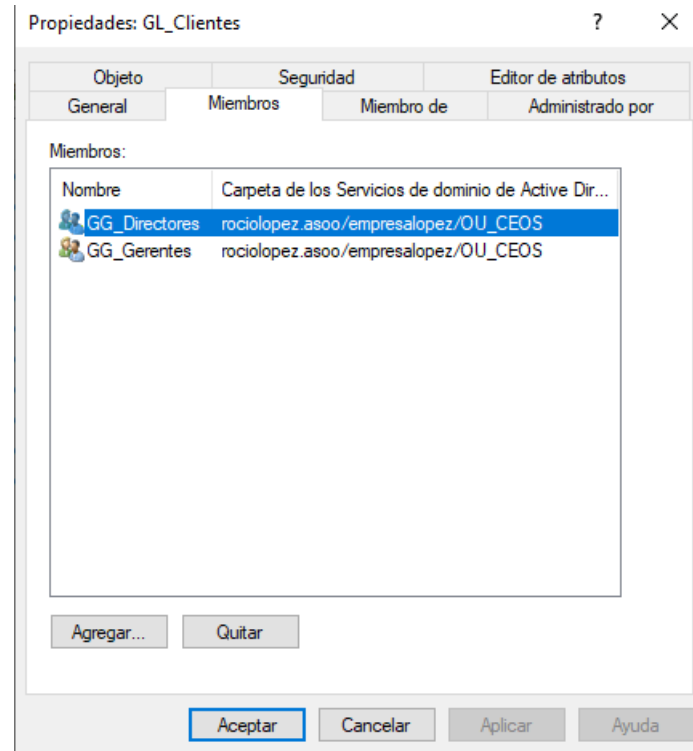 Propiedades: GL_Clientes ? ×
Objeto Seguridad Editor de atributos
General Miembros Miembro de Administrado por
Miembros:
Nombre Carpeta de los Servicios de dominio de Active Dir...
GG_Directores rociolopez.asoo/empresalopez/OU_CEOS
GG_Gerentes rociolopez.asoo/empresalopez/OU_CEOS
Agregar... Quitar
Aceptar Cancelar Aplicar Ayuda